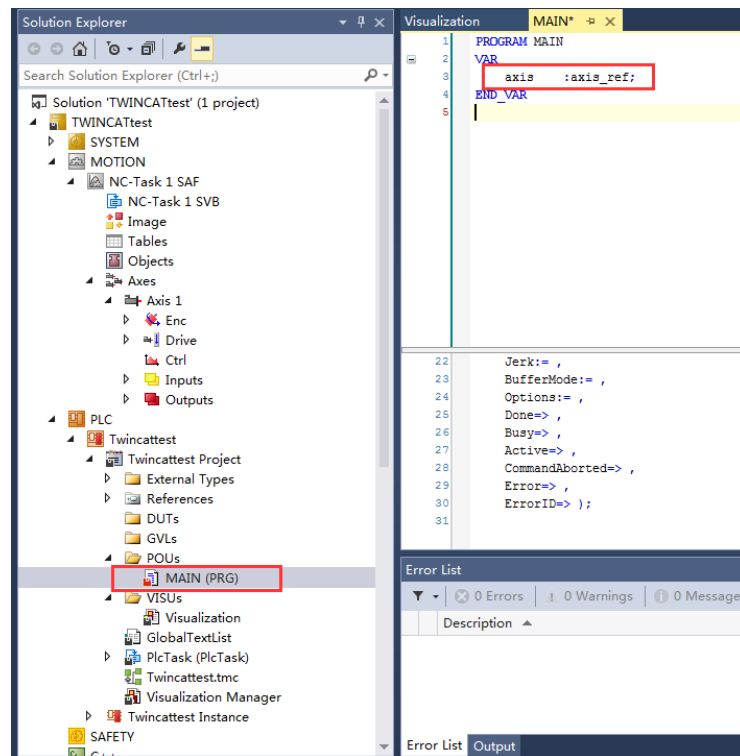 Solution Explorer
Search Solution Explorer (Ctrl+;)
Solution 'TWINCATtest' (1 project)
TWINCATtest
SYSTEM
MOTION
NC-Task 1 SAF
NC-Task 1 SVB
Image
Tables
Objects
Axes
Axis 1
Enc
Drive
Ctrl
Inputs
Outputs
PLC
Twincattest
Twincattest Project
External Types
References
DUTs
GVLs
POUs
MAIN (PRG)
VISUs
Visualization
GlobalTextList
PlcTask (PlcTask)
Twincattest.tmc
Visualization Manager
Twincattest Instance
SAFETY
Visualization MAIN*
1 PROGRAM MAIN
2 VAR
3 axis :axis_ref;
4 END_VAR
5
22 Jerk:= ,
23 BufferMode:= ,
24 Options:= ,
25 Done=> ,
26 Busy=> ,
27 Active=> ,
28 CommandAborted=> ,
29 Error=> ,
30 ErrorID=> );
31
Error List
0 Errors 0 Warnings 0 Message
Description
Error List Output